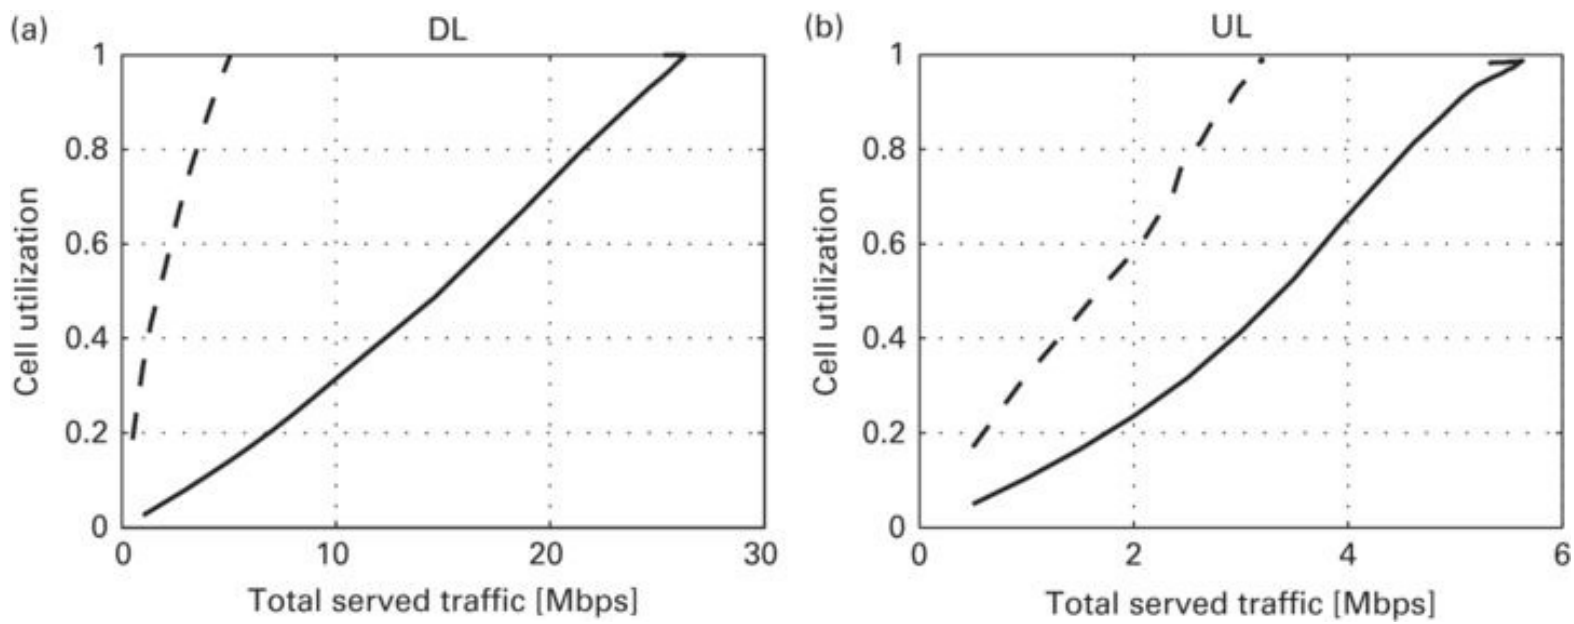 (a)
DL
1
0.8
0.6
0.4
0.2
0
0 10 20 30
Cell utilization
Total served traffic [Mbps]
(b)
UL
1
0.8
0.6
0.4
0.2
0
0 2 4 6
Cell utilization
Total served traffic [Mbps]